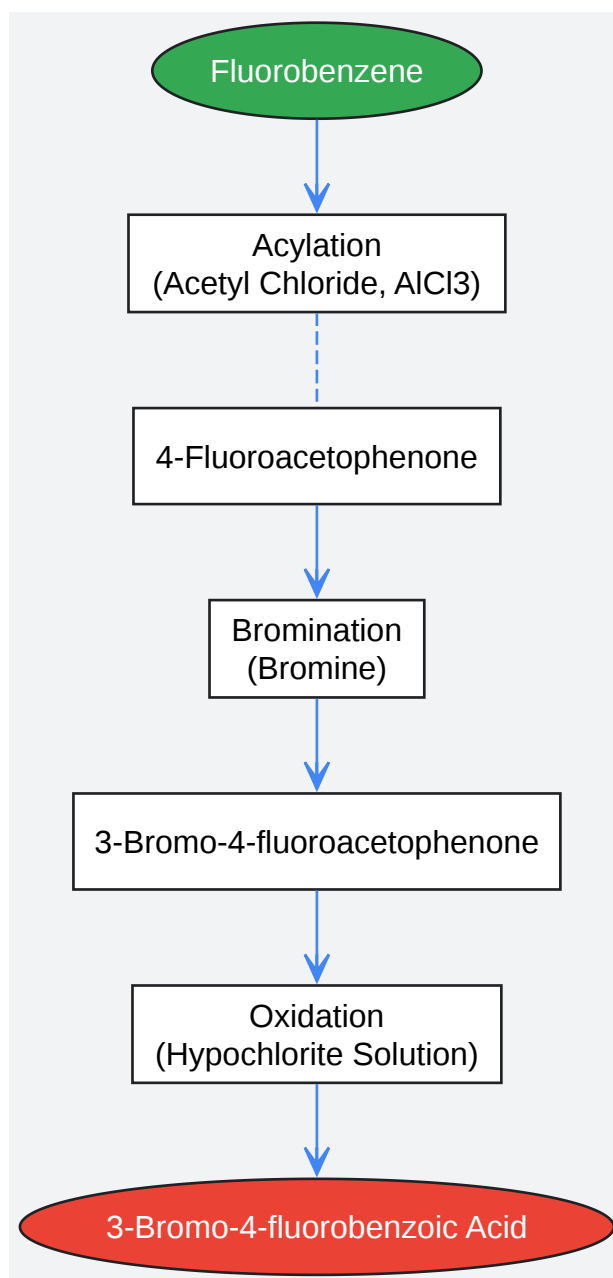 Fluorobenzene
Acylation
(Acetyl Chloride, AlCl3)
4-Fluoroacetophenone
Bromination
(Bromine)
3-Bromo-4-fluoroacetophenone
Oxidation
(Hypochlorite Solution)
3-Bromo-4-fluorobenzoic Acid